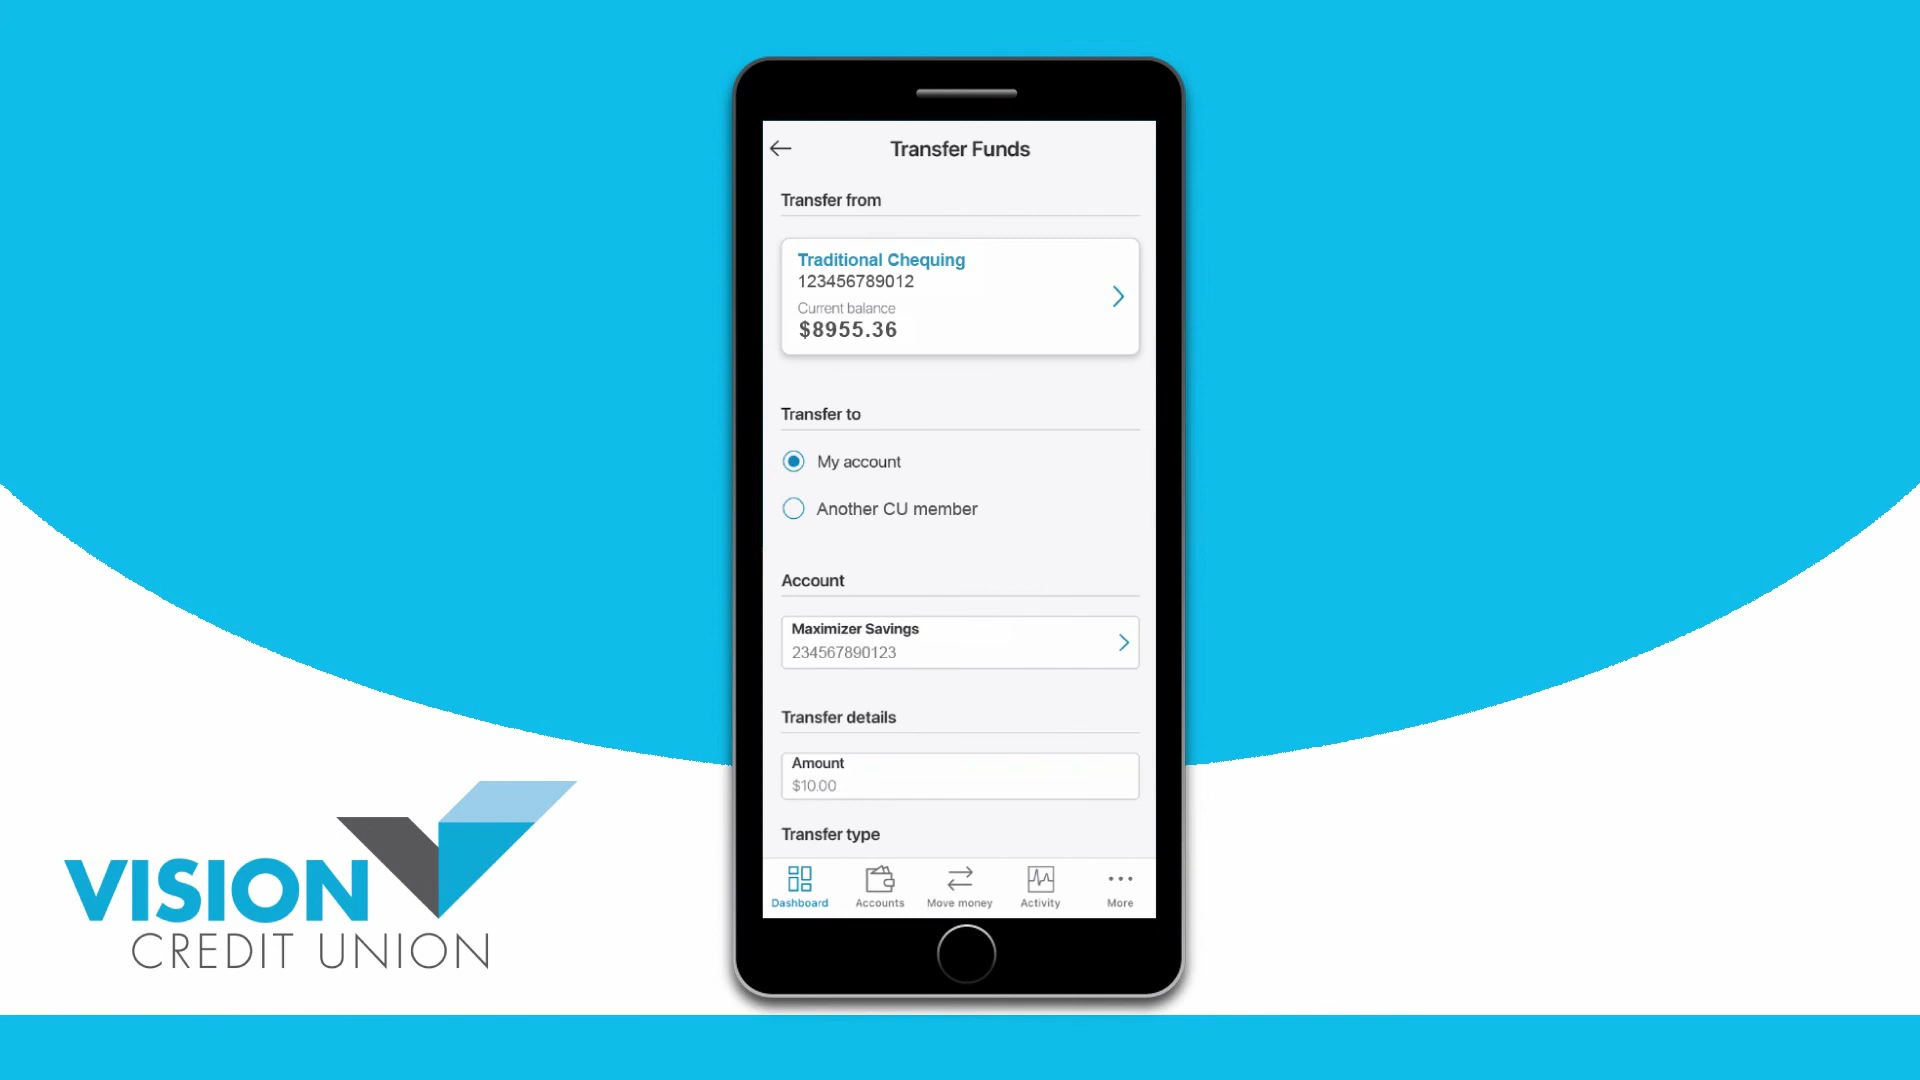 Transfer Funds
Transfer from
Traditional Chequing
123456789012
Current balance
$8955.36
Transfer to
My account
Another CU member
Account
Maximizer Savings
234567890123
Transfer details
Amount
$10.00
Transfer type
Dashboard Accounts Move money Activity More
VISION
CREDIT UNION